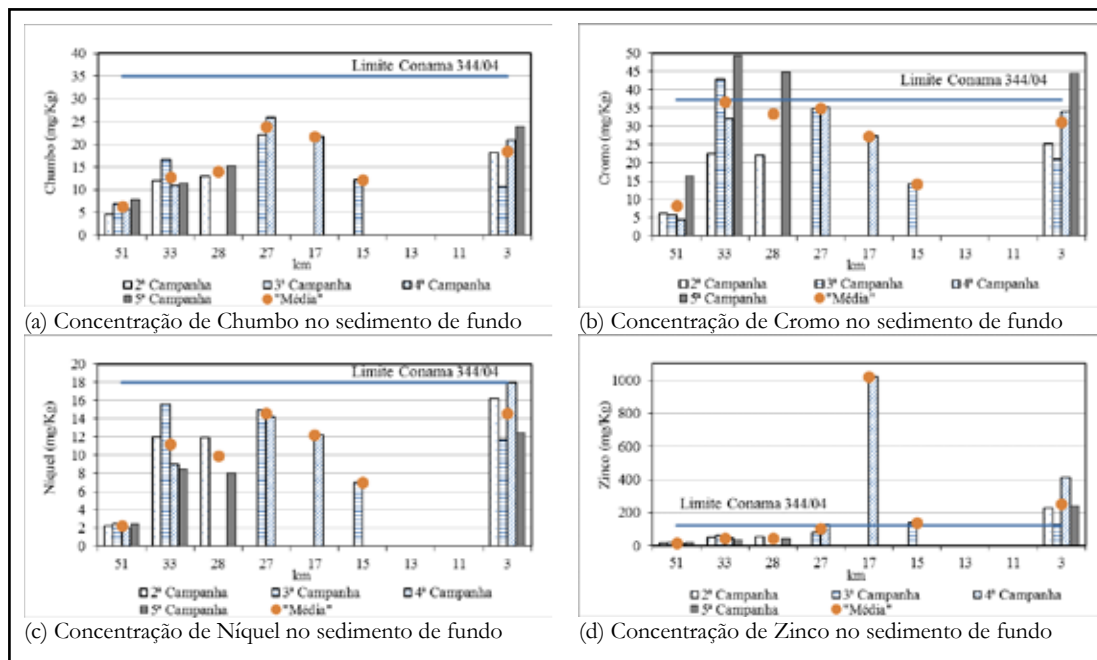 40
35
30
25
20
15
10
5
0
Chumbo (mg/Kg)
Limite Conama 344/04
51 33 28 27 17 15 13 11 3
km
2ª Campanha 3ª Campanha 4ª Campanha
5ª Campanha "Média"
(a) Concentração de Chumbo no sedimento de fundo
50
45
40
35
30
25
20
15
10
5
0
Cromo (mg/Kg)
Limite Conama 344/04
51 33 28 27 17 15 13 11 3
km
2ª Campanha 3ª Campanha 4ª Campanha
5ª Campanha "Média"
(b) Concentração de Cromo no sedimento de fundo
20
18
16
14
12
10
8
6
4
2
0
Níquel (mg/Kg)
Limite Conama 344/04
51 33 28 27 17 15 13 11 3
km
2ª Campanha 3ª Campanha 4ª Campanha
5ª Campanha "Média"
(c) Concentração de Níquel no sedimento de fundo
1000
800
600
400
200
0
Zinco (mg/Kg)
Limite Conama 344/04
51 33 28 27 17 15 13 11 3
km
2ª Campanha 3ª Campanha 4ª Campanha
5ª Campanha "Média"
(d) Concentração de Zinco no sedimento de fundo